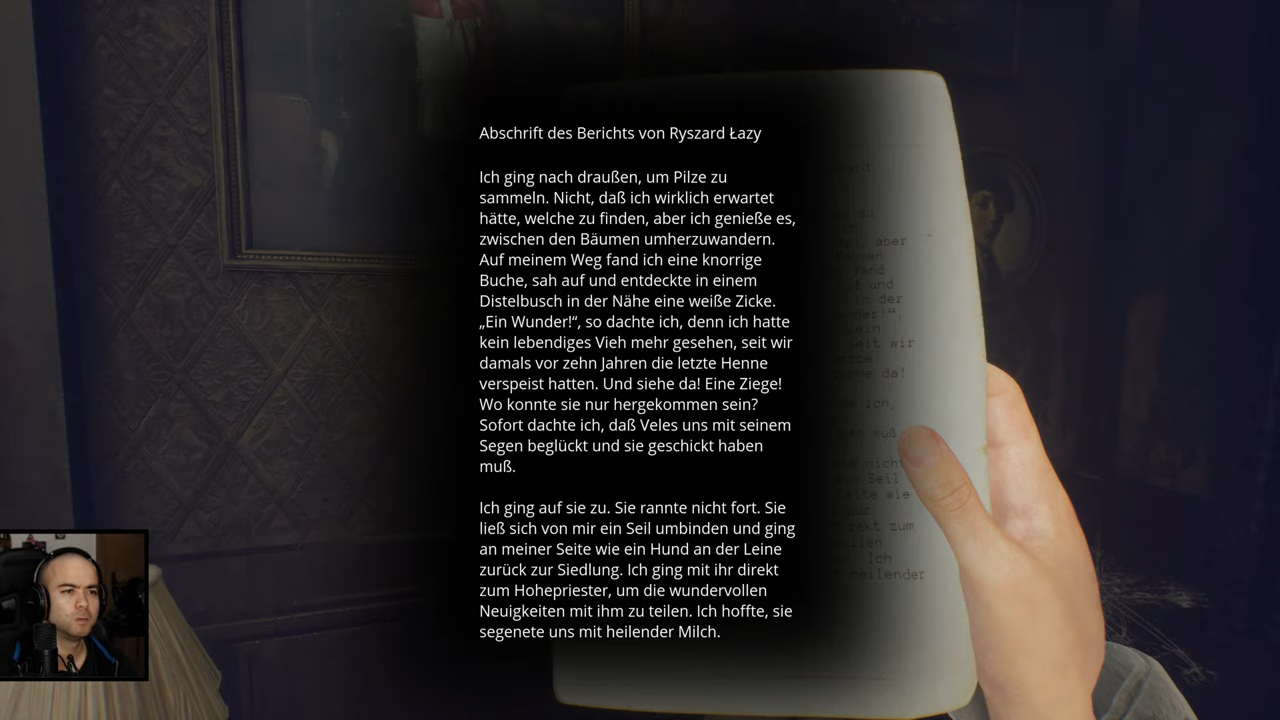 Abschrift des Berichts von Ryszard Łazy
Ich ging nach draußen, um Pilze zu
sammeln. Nicht, daß ich wirklich erwartet
hätte, welche zu finden, aber ich genieße es,
zwischen den Bäumen umherzuwandern.
Auf meinem Weg fand ich eine knorrige
Buche, sah auf und entdeckte in einem
Distelbusch in der Nähe eine weiße Zicke.
„Ein Wunder!“, so dachte ich, denn ich hatte
kein lebendiges Vieh mehr gesehen, seit wir
damals vor zehn Jahren die letzte Henne
verspeist hatten. Und siehe da! Eine Ziege!
Wo konnte sie nur hergekommen sein?
Sofort dachte ich, daß Veles uns mit seinem
Segen beglückt und sie geschickt haben
muß.
Ich ging auf sie zu. Sie rannte nicht fort. Sie
ließ sich von mir ein Seil umbinden und ging
an meiner Seite wie ein Hund an der Leine
zurück zur Siedlung. Ich ging mit ihr direkt
zum Hohepriester, um die wundervollen
Neuigkeiten mit ihm zu teilen. Ich hoffte, sie
segenete uns mit heilender Milch.